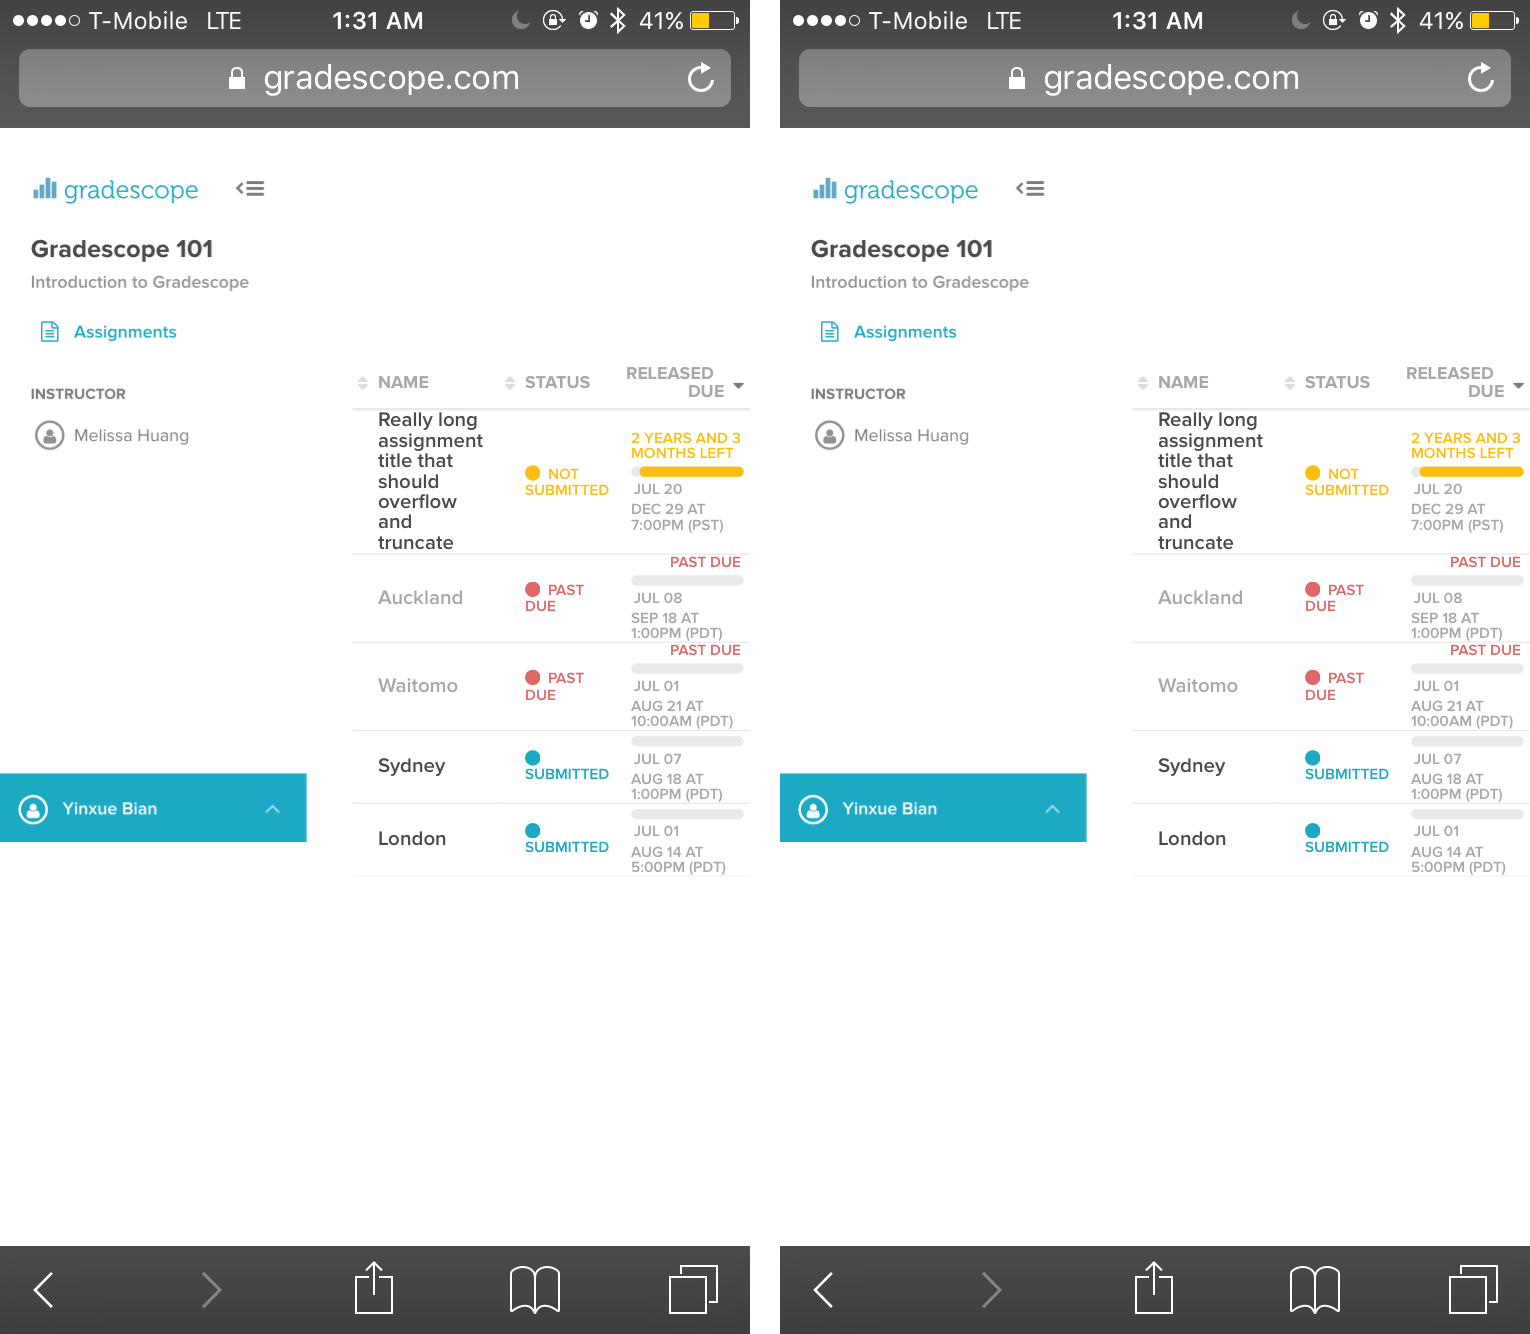 T-Mobile LTE 1:31 AM 41%
gradescope.com
gradescope
Gradescope 101
Introduction to Gradescope
Assignments
INSTRUCTOR
Melissa Huang
Yinxue Bian
NAME STATUS RELEASED
DUE
Really long
assignment
title that
should
overflow
and
truncate
NOT
SUBMITTED
2 YEARS AND 3
MONTHS LEFT
JUL 20
DEC 29 AT
7:00PM (PST)
Auckland
PAST
DUE
PAST DUE
JUL 08
SEP 18 AT
1:00PM (PDT)
Waitomo
PAST
DUE
PAST DUE
JUL 01
AUG 21 AT
10:00AM (PDT)
Sydney
SUBMITTED
JUL 07
AUG 18 AT
1:00PM (PDT)
London
SUBMITTED
JUL 01
AUG 14 AT
5:00PM (PDT)
T-Mobile LTE 1:31 AM 41%
gradescope.com
gradescope
Gradescope 101
Introduction to Gradescope
Assignments
INSTRUCTOR
Melissa Huang
Yinxue Bian
NAME STATUS RELEASED
DUE
Really long
assignment
title that
should
overflow
and
truncate
NOT
SUBMITTED
2 YEARS AND 3
MONTHS LEFT
JUL 20
DEC 29 AT
7:00PM (PST)
Auckland
PAST
DUE
PAST DUE
JUL 08
SEP 18 AT
1:00PM (PDT)
Waitomo
PAST
DUE
PAST DUE
JUL 01
AUG 21 AT
10:00AM (PDT)
Sydney
SUBMITTED
JUL 07
AUG 18 AT
1:00PM (PDT)
London
SUBMITTED
JUL 01
AUG 14 AT
5:00PM (PDT)